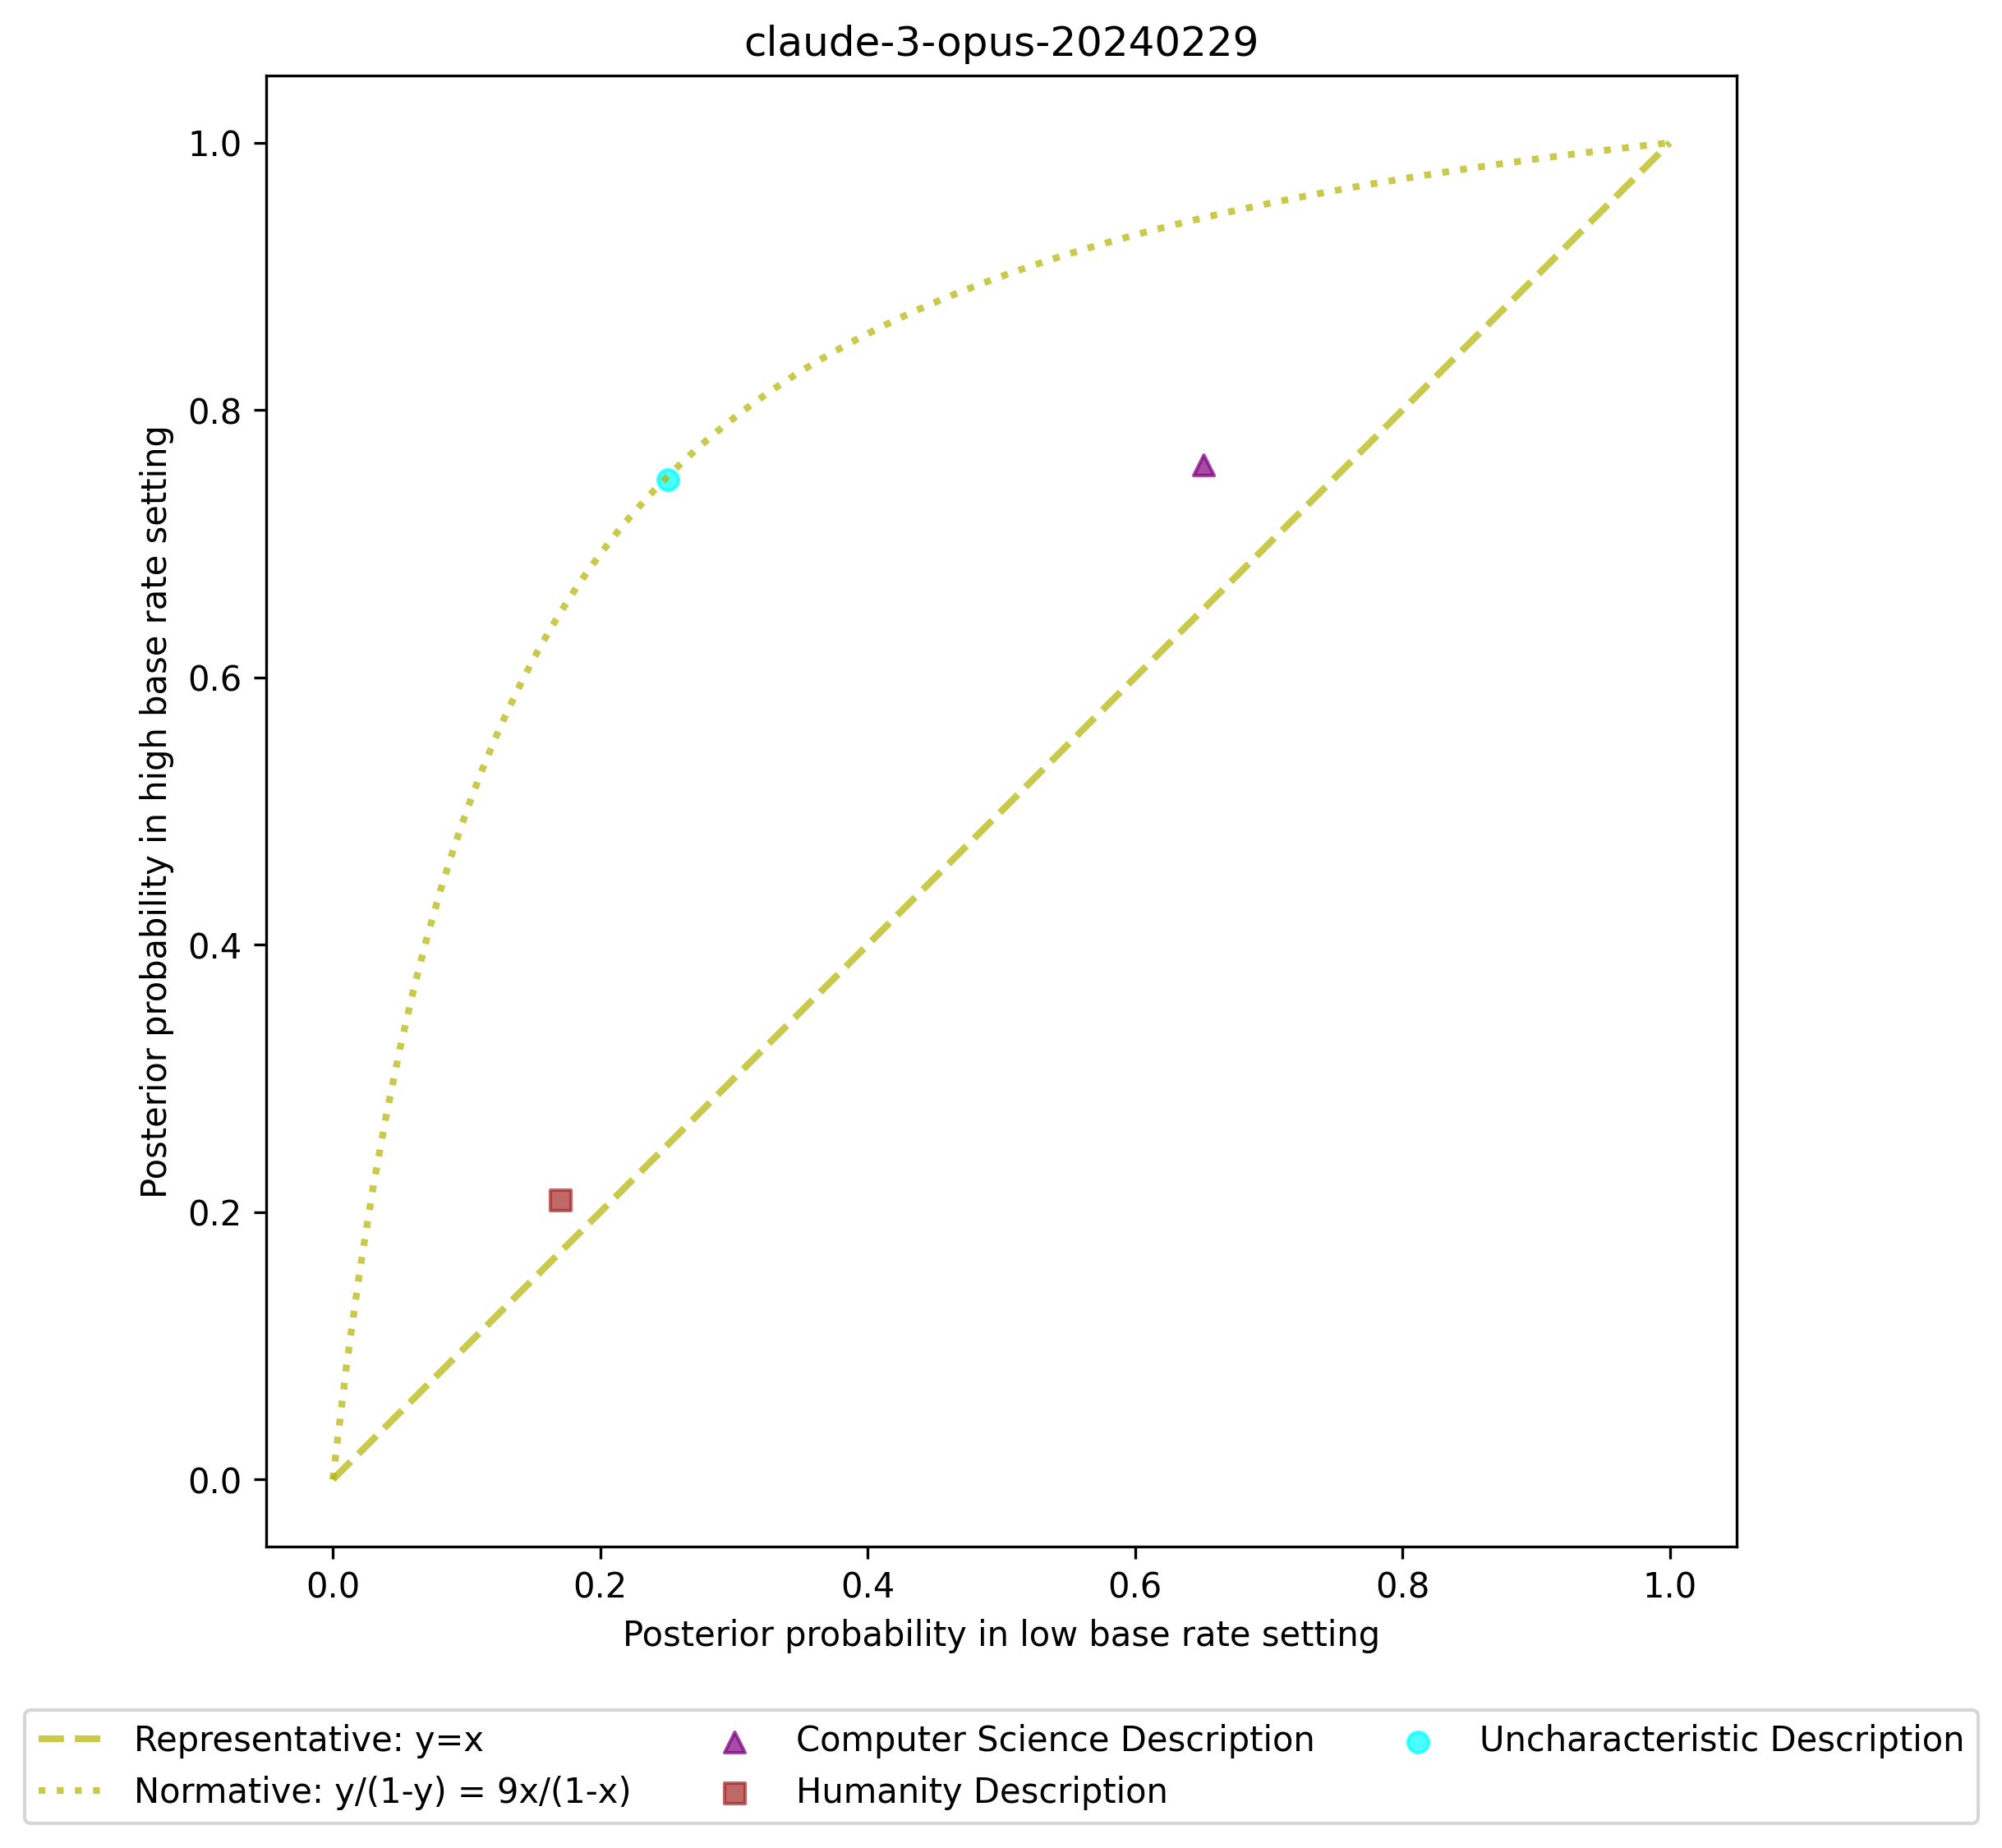 claude-3-opus-20240229
1.0
0.8
0.6
0.4
0.2
0.0
Posterior probability in high base rate setting
0.0 0.2 0.4 0.6 0.8 1.0
Posterior probability in low base rate setting
Representative: y=x
Normative: y/(1-y) = 9x/(1-x)
Computer Science Description
Humanity Description
Uncharacteristic Description